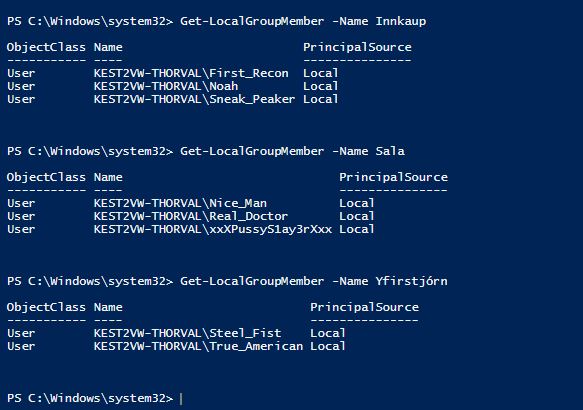 PS C:\Windows\system32> Get-LocalGroupMember -Name Innkaup
ObjectClass Name                         PrincipalSource
----------- ----                         ---------------
User        KEST2VW-THORVAL\First_Recon  Local
User        KEST2VW-THORVAL\Noah         Local
User        KEST2VW-THORVAL\Sneak_Peaker Local
PS C:\Windows\system32> Get-LocalGroupMember -Name Sala
ObjectClass Name                              PrincipalSource
----------- ----                              ---------------
User        KEST2VW-THORVAL\Nice_Man          Local
User        KEST2VW-THORVAL\Real_Doctor       Local
User        KEST2VW-THORVAL\xxXPussyS1ay3rXxx Local
PS C:\Windows\system32> Get-LocalGroupMember -Name Yfirstjórn
ObjectClass Name                          PrincipalSource
----------- ----                          ---------------
User        KEST2VW-THORVAL\Steel_Fist    Local
User        KEST2VW-THORVAL\True_American Local
PS C:\Windows\system32>